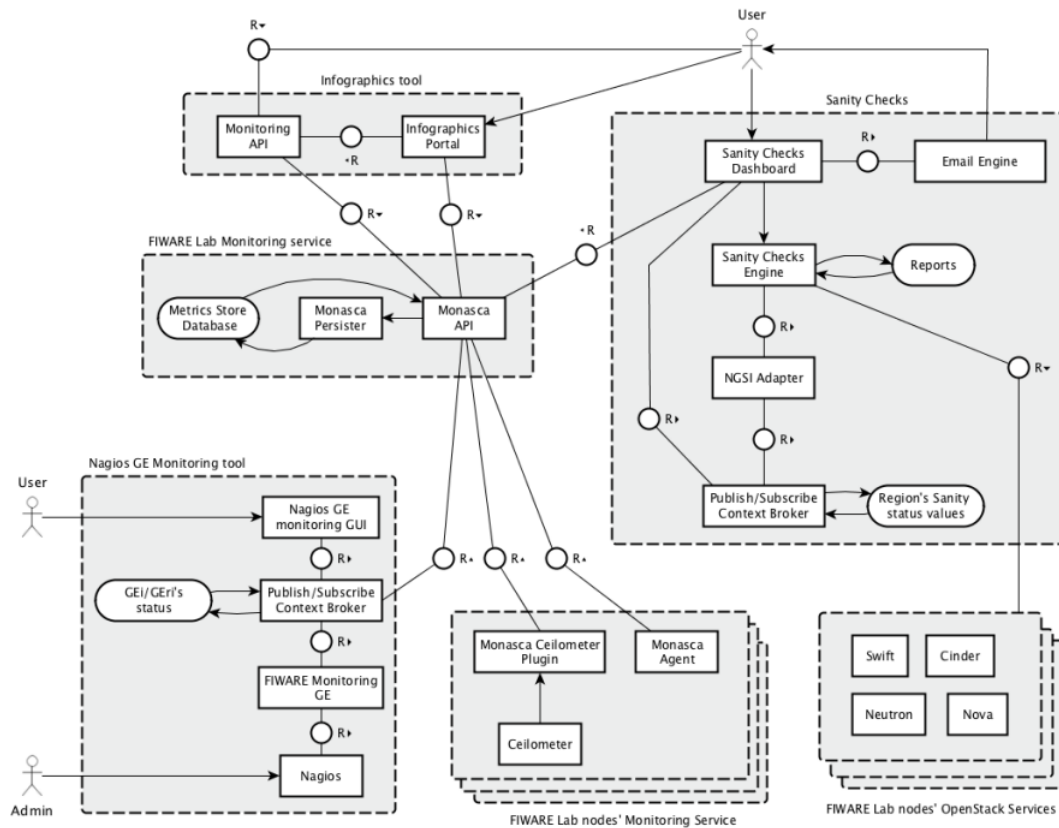 User
R▾
Infographics tool
Sanity Checks
Monitoring
API
◂R
Infographics
Portal
Sanity Checks
Dashboard
R▸
Email Engine
R▾
R▾
◂R
FIWARE Lab Monitoring service
Metrics Store
Database
Monasca
Persister
Monasca
API
Sanity Checks
Engine
Reports
R▸
NGSI Adapter
R▾
R▸
R▸
Publish/Subscribe
Context Broker
Region's Sanity
status values
Nagios GE Monitoring tool
User
Nagios GE
monitoring GUI
R▸
R▴
R▴
R▴
GEi/GEri's
status
Publish/Subscribe
Context Broker
R▸
FIWARE Monitoring
GE
R▸
Nagios
Admin
Monasca Ceilometer
Plugin
Monasca
Agent
Ceilometer
FIWARE Lab nodes' Monitoring Service
Swift
Cinder
Neutron
Nova
FIWARE Lab nodes' OpenStack Services